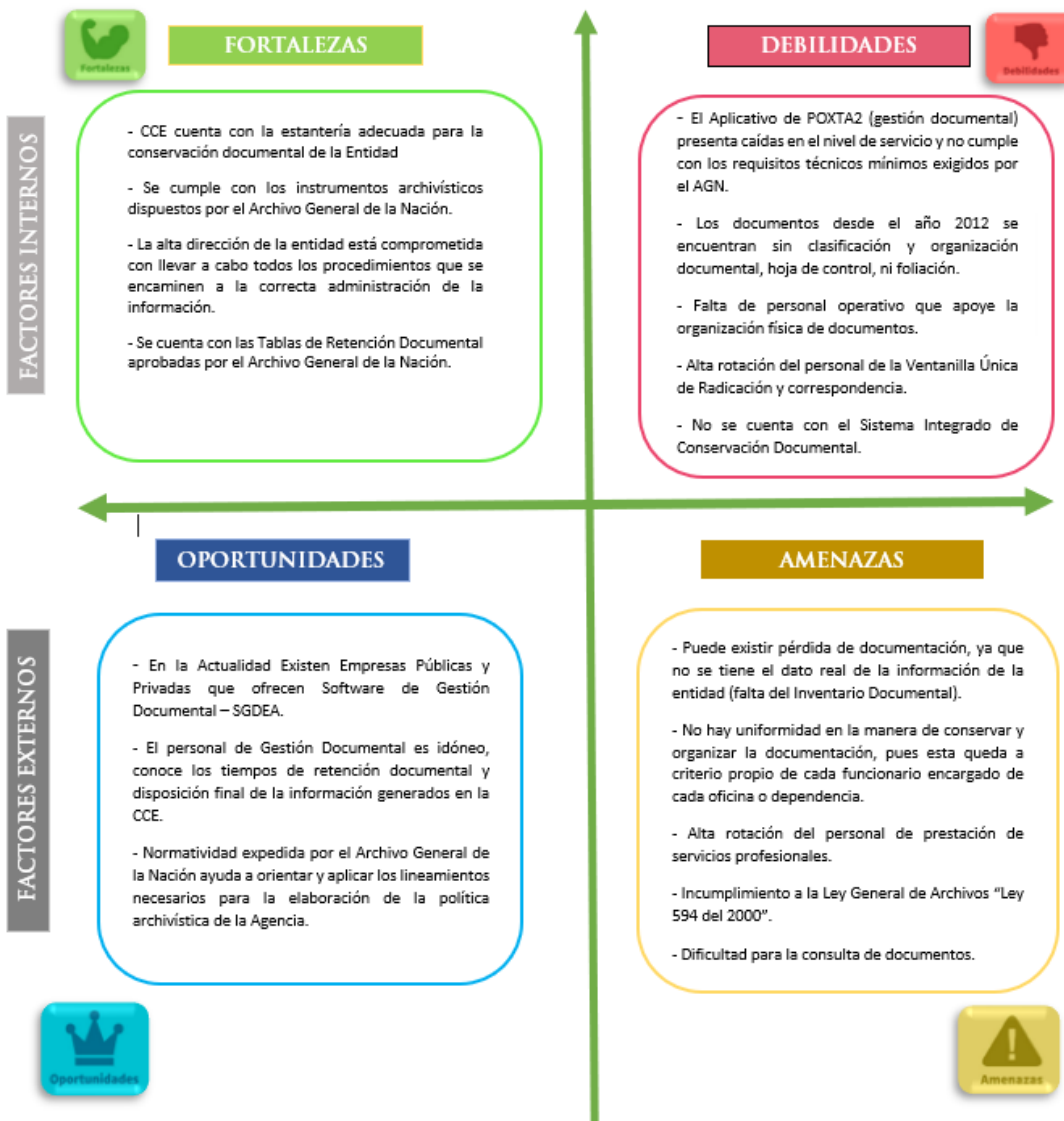 FORTALEZAS
Fortalezas
FACTORES INTERNOS
- CCE cuenta con la estantería adecuada para la
conservación documental de la Entidad
- Se cumple con los instrumentos archivísticos
dispuestos por el Archivo General de la Nación.
- La alta dirección de la entidad está comprometida
con llevar a cabo todos los procedimientos que se
encaminen a la correcta administración de la
información.
- Se cuenta con las Tablas de Retención Documental
aprobadas por el Archivo General de la Nación.
DEBILIDADES
Debilidades
- El Aplicativo de POXTA2 (gestión documental)
presenta caídas en el nivel de servicio y no cumple
con los requisitos técnicos mínimos exigidos por
el AGN.
- Los documentos desde el año 2012 se
encuentran sin clasificación y organización
documental, hoja de control, ni foliación.
- Falta de personal operativo que apoye la
organización física de documentos.
- Alta rotación del personal de la Ventanilla Única
de Radicación y correspondencia.
- No se cuenta con el Sistema Integrado de
Conservación Documental.
OPORTUNIDADES
FACTORES EXTERNOS
- En la Actualidad Existen Empresas Públicas y
Privadas que ofrecen Software de Gestión
Documental – SGDEA.
- El personal de Gestión Documental es idóneo,
conoce los tiempos de retención documental y
disposición final de la información generados en la
CCE.
- Normatividad expedida por el Archivo General de
la Nación ayuda a orientar y aplicar los lineamientos
necesarios para la elaboración de la política
archivística de la Agencia.
Oportunidades
AMENAZAS
- Puede existir pérdida de documentación, ya que
no se tiene el dato real de la información de la
entidad (falta del Inventario Documental).
- No hay uniformidad en la manera de conservar y
organizar la documentación, pues esta queda a
criterio propio de cada funcionario encargado de
cada oficina o dependencia.
- Alta rotación del personal de prestación de
servicios profesionales.
- Incumplimiento a la Ley General de Archivos “Ley
594 del 2000”.
- Dificultad para la consulta de documentos.
Amenazas